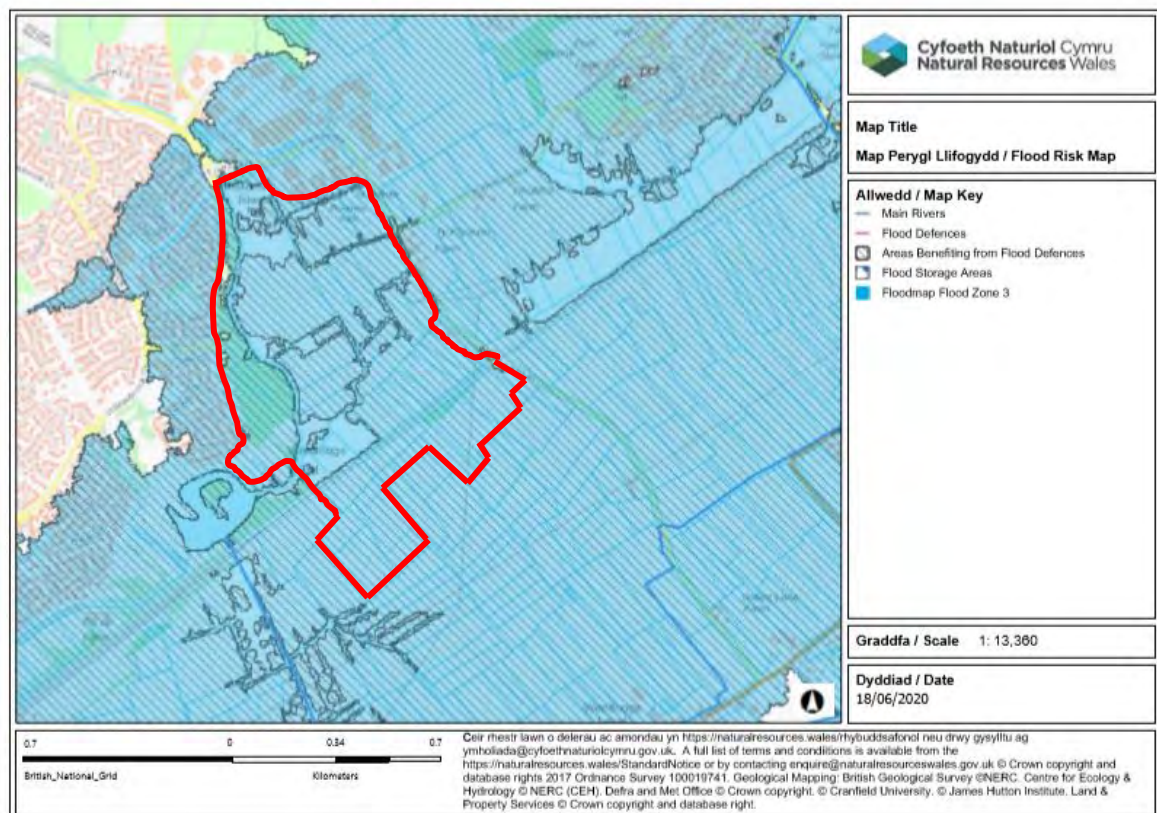 Cyfoeth Naturiol Cymru
Natural Resources Wales
Map Title
Map Perygl Llifogydd / Flood Risk Map
Allwedd / Map Key
Main Rivers
Flood Defences
Areas Benefiting from Flood Defences
Flood Storage Areas
Floodmap Flood Zone 3
Graddfa / Scale 1: 13,360
Dyddiad / Date
18/06/2020
0.7 0 0.34 0.7
British_National_Grid Kilometers
Ceir rhestr lawn o delerau ac amondau yn https://naturalresources.wales/rhybuddsafonol neu drwy gysylltu ag
ymholiada@cyfoethnaturiolcymru.gov.uk. A full list of terms and conditions is available from the
https://naturalresources.wales/StandardNotice or by contacting enquire@naturalresourceswales.gov.uk © Crown copyright and
database rights 2017 Ordnance Survey 100019741. Geological Mapping: British Geological Survey ©NERC. Centre for Ecology &
Hydrology © NERC (CEH). Defra and Met Office © Crown copyright. © Cranfield University. © James Hutton Institute. Land &
Property Services © Crown copyright and database right.